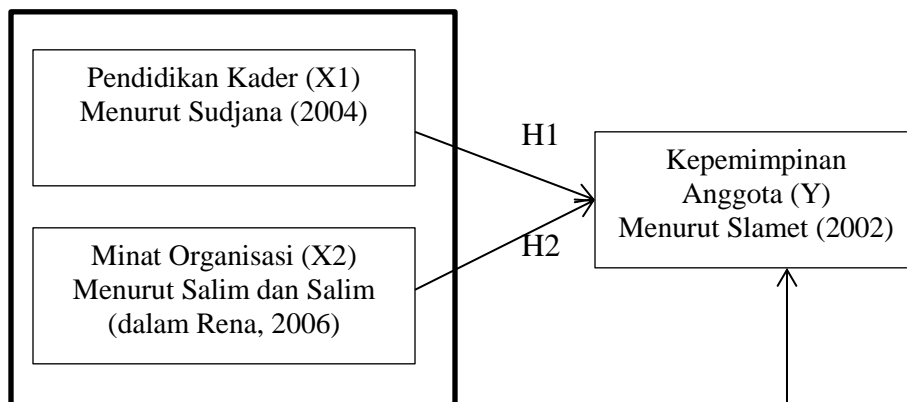 Pendidikan Kader (X1)
Menurut Sudjana (2004)
H1
Kepemimpinan
Anggota (Y)
Menurut Slamet (2002)
Minat Organisasi (X2)
Menurut Salim dan Salim
(dalam Rena, 2006)
H2